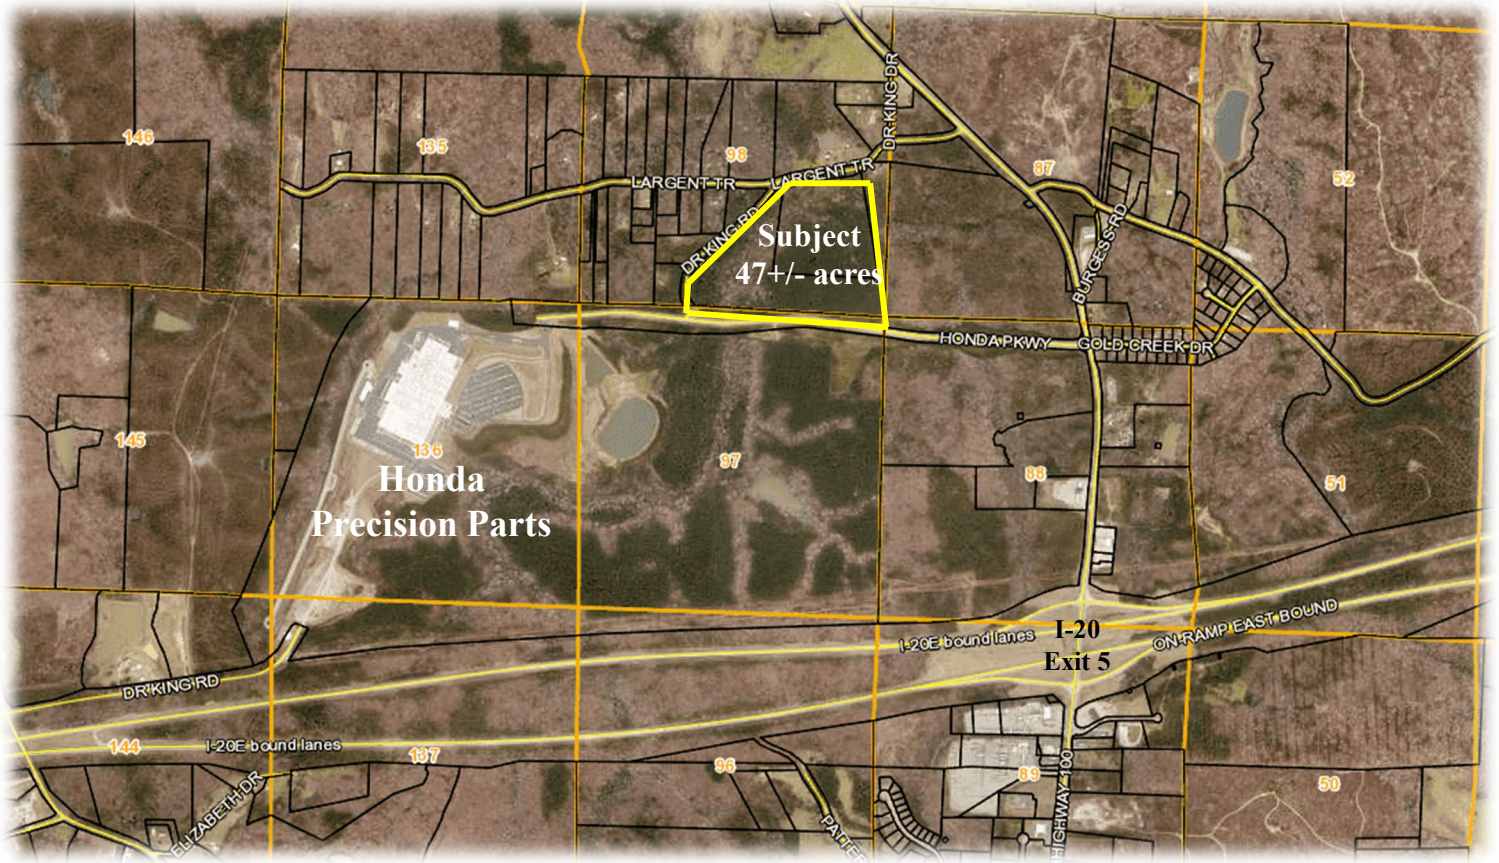 DR KING DR
146
135
98
87
52
LARGENT TR
LARGENT TR
DR KING RD
BURGESS RD
Subject
47+/- acres
HONDA PKWY
GOLD CREEK DR
145
136
97
88
51
Honda
Precision Parts
I-20E bound lanes
I-20
Exit 5
ON RAMP EAST BOUND
DR KING RD
I-20E bound lanes
144
137
96
89
50
ELIZABETH DR
PATTER
HIGHWAY 100